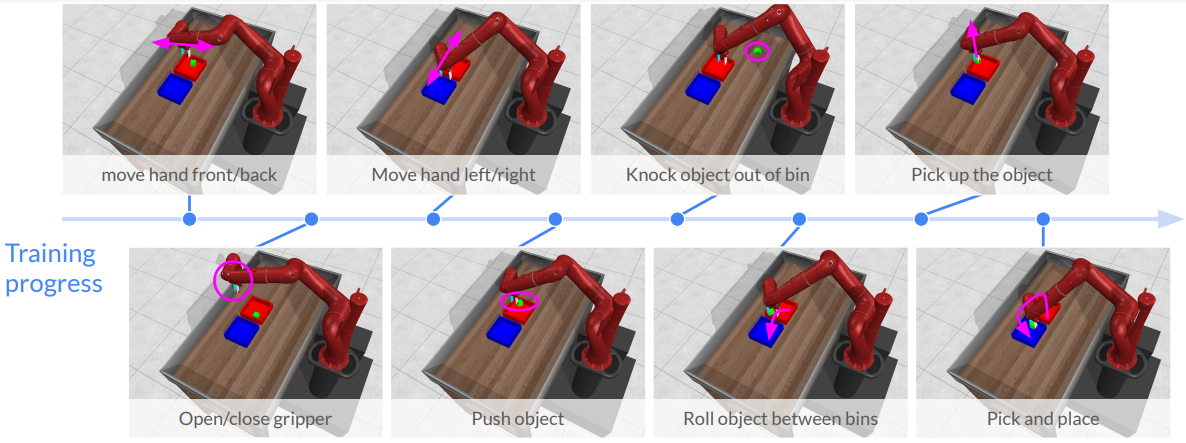 move hand front/back
Move hand left/right
Knock object out of bin
Pick up the object
Training
progress
Open/close gripper
Push object
Roll object between bins
Pick and place